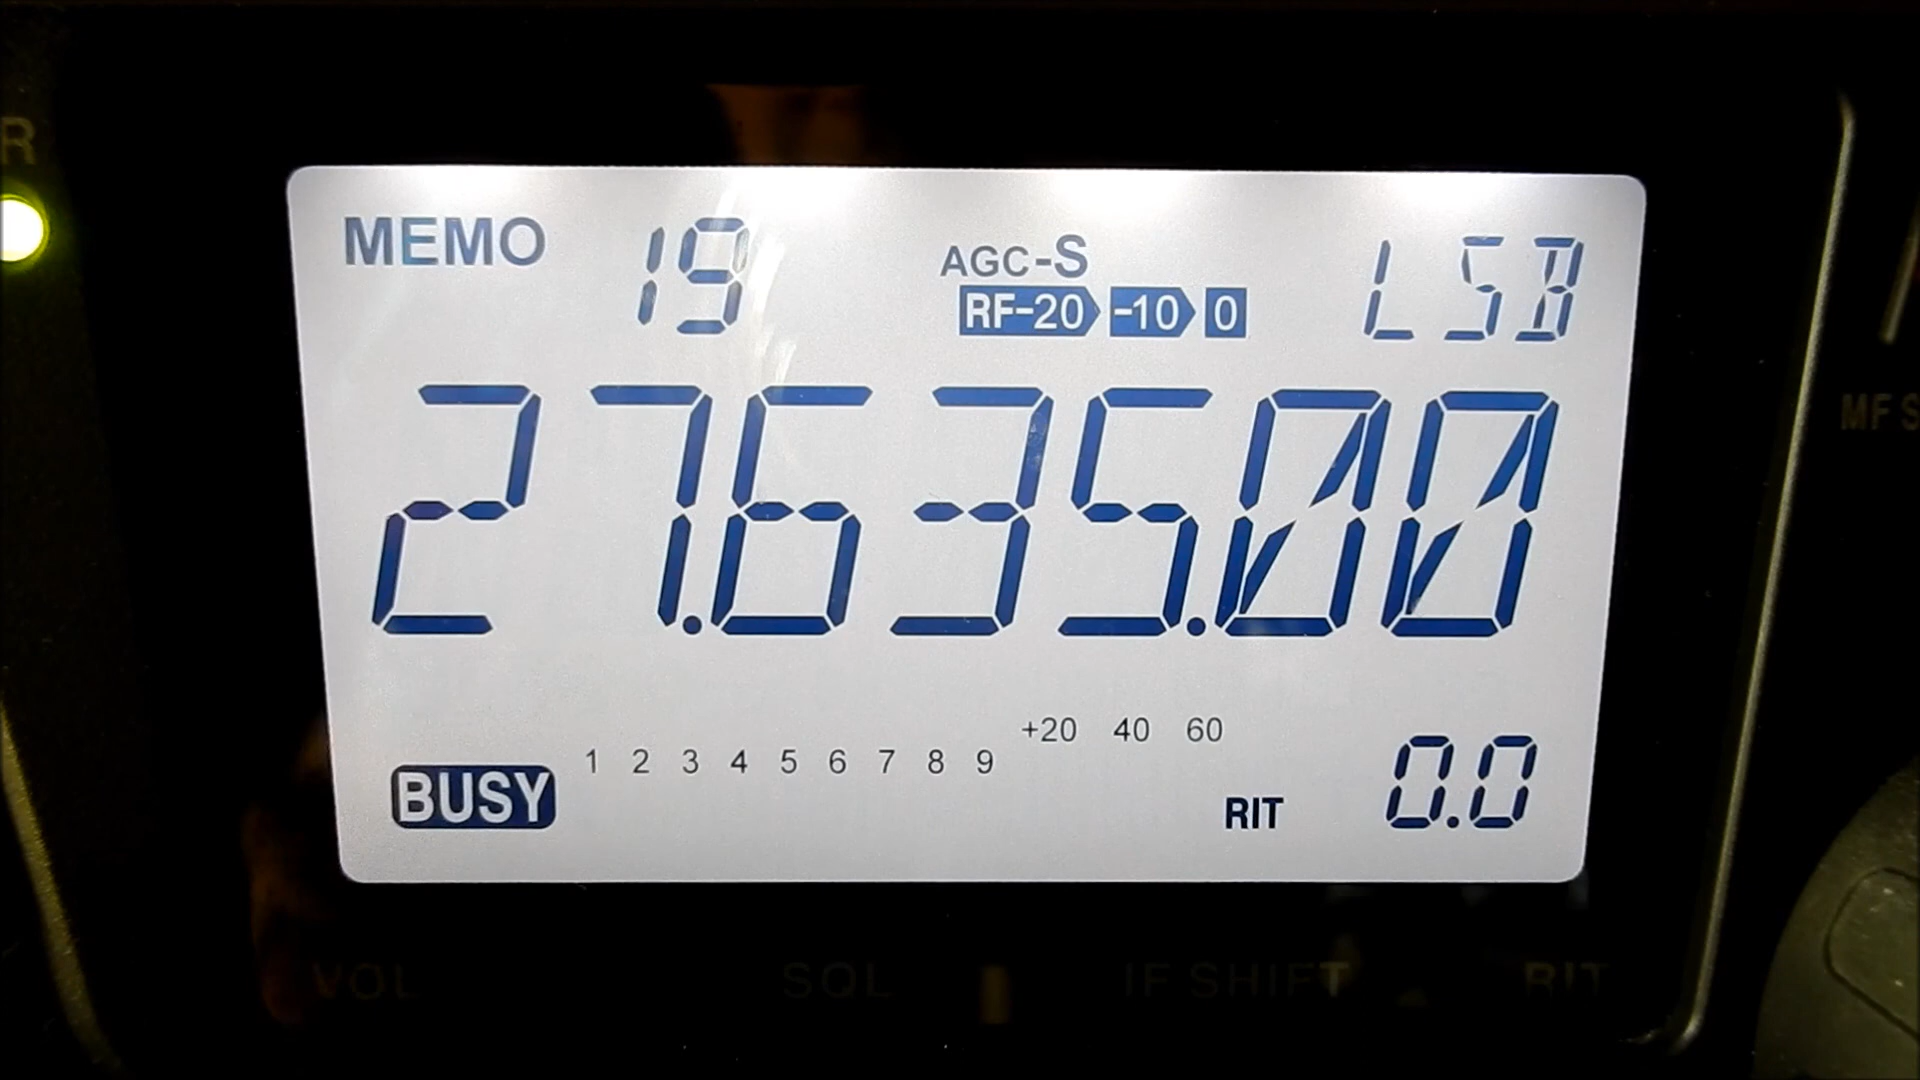 R
MEMO 19 AGC-S LSB
RF-20 -10 0
27.635.00
MF S
+20 40 60
1 2 3 4 5 6 7 8 9
BUSY RIT 0.0
VOL SQL IF SHIFT RIT